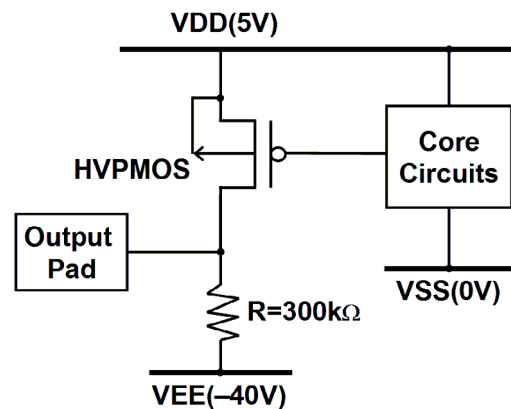 VDD(5V)
HVPMOS
Core
Circuits
Output
Pad
VSS(0V)
R=300kΩ
VEE(–40V)